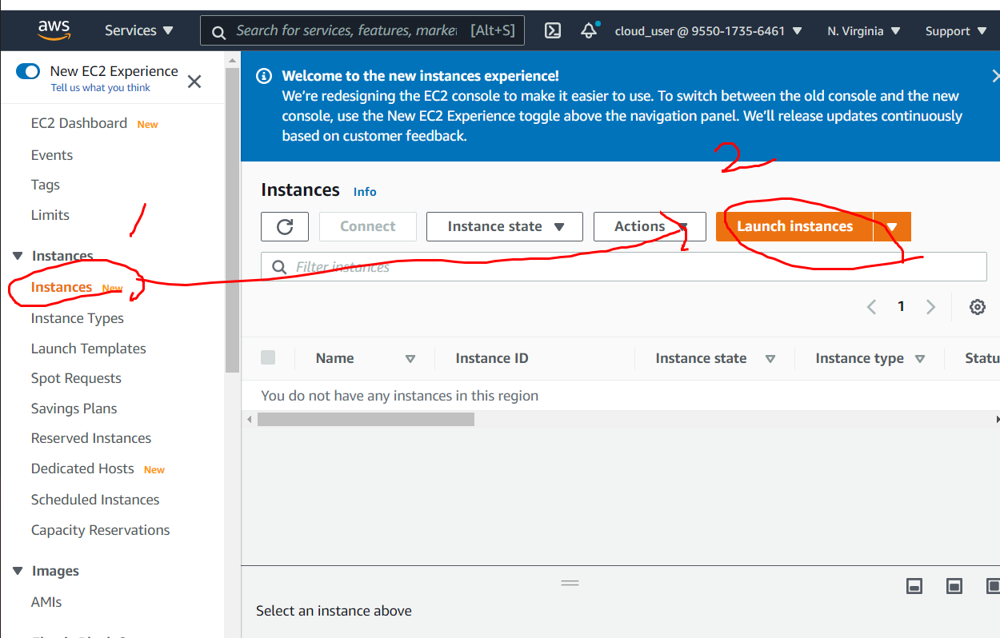 aws Services Search for services, features, market [Alt+S] cloud_user @ 9550-1735-6461 N. Virginia Support
New EC2 Experience
Tell us what you think
EC2 Dashboard New
Events
Tags
Limits
1
Instances
Instances New
Instance Types
Launch Templates
Spot Requests
Savings Plans
Reserved Instances
Dedicated Hosts New
Scheduled Instances
Capacity Reservations
Images
AMIs
Welcome to the new instances experience!
We're redesigning the EC2 console to make it easier to use. To switch between the old console and the new
console, use the New EC2 Experience toggle above the navigation panel. We'll release updates continuously
based on customer feedback.
2
Instances Info
Connect Instance state Actions Launch instances
Filter instances
1
Name Instance ID Instance state Instance type Statu
You do not have any instances in this region
Select an instance above